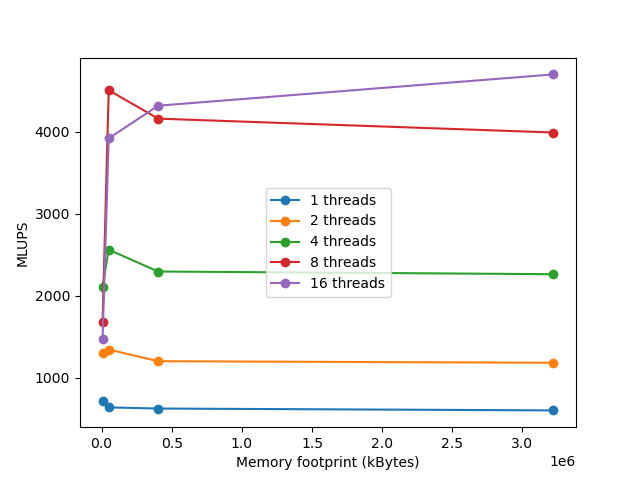 MLUPS
4000
3000
2000
1000
1 threads
2 threads
4 threads
8 threads
16 threads
0.0 0.5 1.0 1.5 2.0 2.5 3.0
1e6
Memory footprint (kBytes)